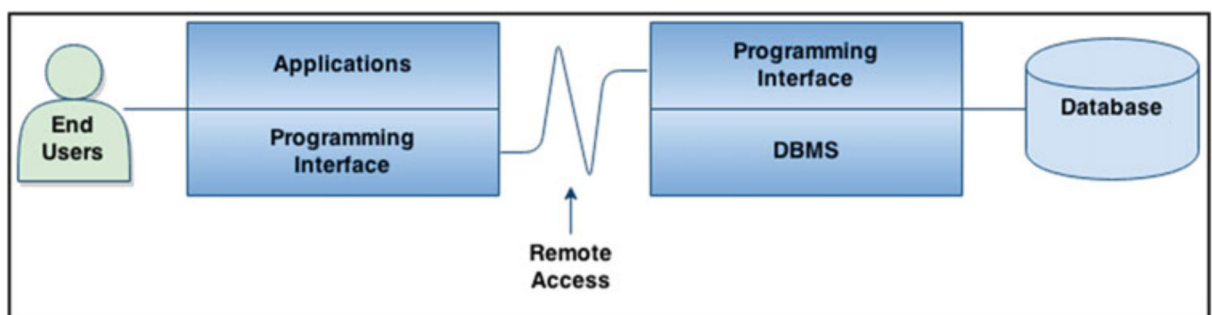 End
Users
Applications
Programming
Interface
Remote
Access
Programming
Interface
DBMS
Database